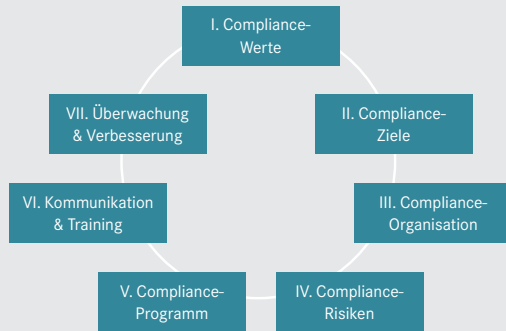 I. Compliance-
Werte
II. Compliance-
Ziele
III. Compliance-
Organisation
IV. Compliance-
Risiken
V. Compliance-
Programm
VI. Kommunikation
& Training
VII. Überwachung
& Verbesserung